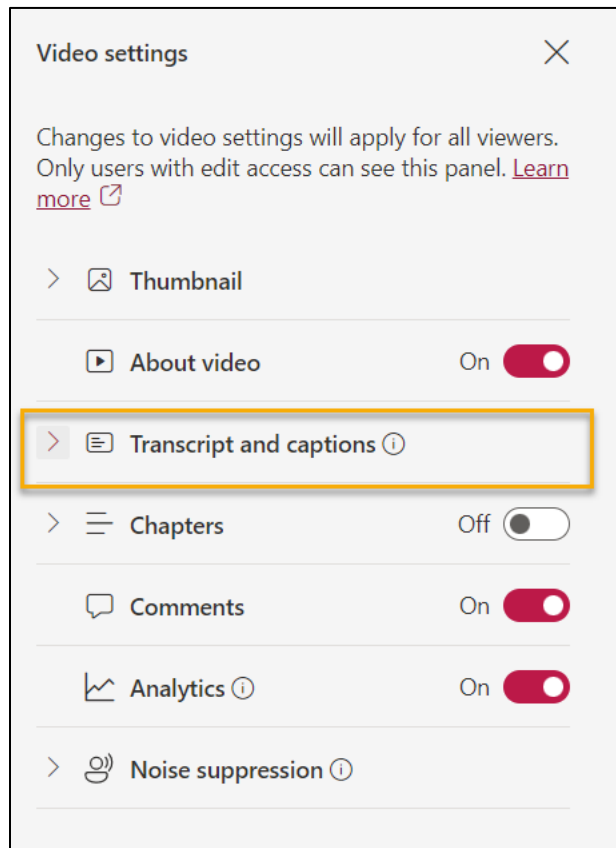 Video settings
Changes to video settings will apply for all viewers.
Only users with edit access can see this panel. Learn
more
Thumbnail
About video On
Transcript and captions
Chapters Off
Comments On
Analytics On
Noise suppression